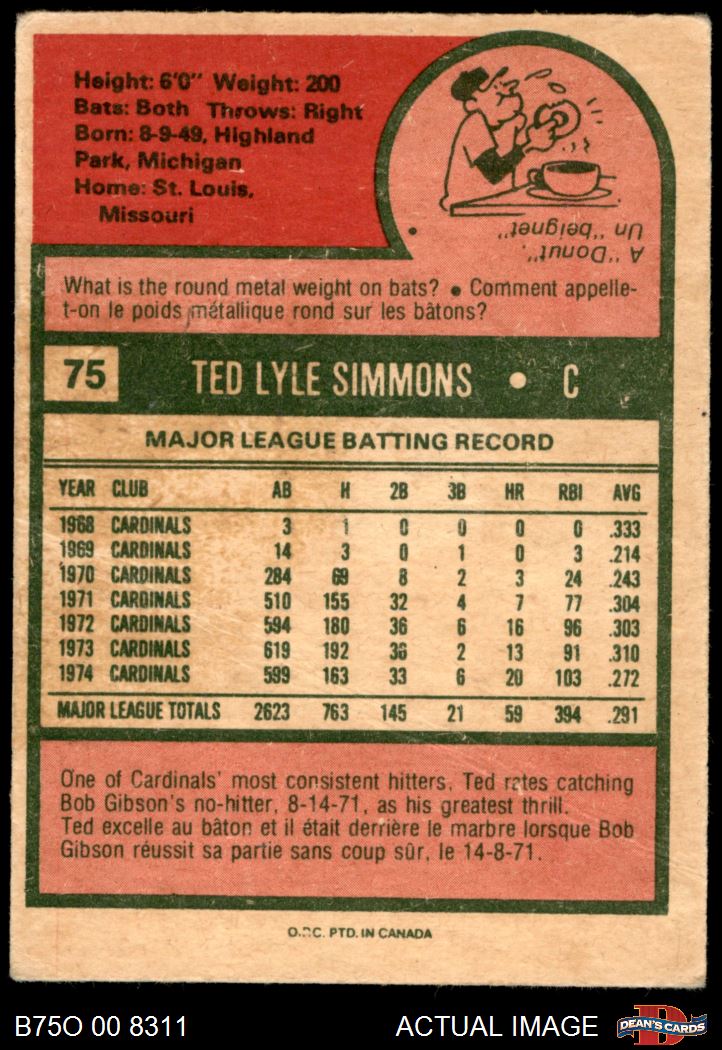 Height: 6'0" Weight: 200
Bats: Both Throws: Right
Born: 8-9-49, Highland
Park, Michigan
Home: St. Louis,
Missouri
A "Donut".
Un "beignet".
What is the round metal weight on bats? ● Comment appelle-
t-on le poids métallique rond sur les bâtons?
75 TED LYLE SIMMONS ● C
MAJOR LEAGUE BATTING RECORD
YEAR CLUB AB H 2B 3B HR RBI AVG
1968 CARDINALS 3 1 0 0 0 0 .333
1969 CARDINALS 14 3 0 1 0 3 .214
1970 CARDINALS 284 69 8 2 3 24 .243
1971 CARDINALS 510 155 32 4 7 77 .304
1972 CARDINALS 594 180 36 6 16 96 .303
1973 CARDINALS 619 192 36 2 13 91 .310
1974 CARDINALS 599 163 33 6 20 103 .272
MAJOR LEAGUE TOTALS 2623 763 145 21 59 394 .291
One of Cardinals' most consistent hitters, Ted rates catching
Bob Gibson's no-hitter, 8-14-71, as his greatest thrill.
Ted excelle au bâton et il était derrière le marbre lorsque Bob
Gibson réussit sa partie sans coup sûr, le 14-8-71.
O.P.C. PTD. IN CANADA
B75O 00 8311 ACTUAL IMAGE D DEAN'S CARDS